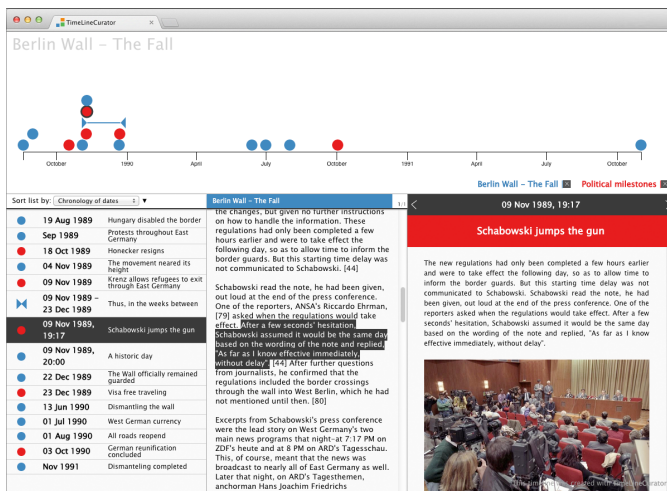 TimeLineCurator
Berlin Wall – The Fall
October 1990 April July October 1991 April July October
Berlin Wall – The Fall Political milestones
Sort list by: Chronology of dates ▼
19 Aug 1989 Hungary disabled the border
Sep 1989 Protests throughout East
Germany
18 Oct 1989 Honecker resigns
04 Nov 1989 The movement neared its
height
09 Nov 1989 Krenz allows refugees to exit
through East Germany
09 Nov 1989 –
23 Dec 1989 Thus, in the weeks between
09 Nov 1989,
19:17 Schabowski jumps the gun
09 Nov 1989,
20:00 A historic day
22 Dec 1989 The Wall officially remained
guarded
23 Dec 1989 Visa free traveling
13 Jun 1990 Dismantling the wall
01 Jul 1990 West German currency
01 Aug 1990 All roads reopend
03 Oct 1990 German reunification
concluded
Nov 1991 Dismanteling completed
Berlin Wall – The Fall
1/1
the changes, but given no further instructions
on how to handle the information. These
regulations had only been completed a few
hours earlier and were to take effect the
following day, so as to allow time to inform the
border guards. But this starting time delay was
not communicated to Schabowski. [44]
Schabowski read the note, he had been given,
out loud at the end of the press conference.
One of the reporters, ANSA's Riccardo Ehrman,
[79] asked when the regulations would take
effect. After a few seconds' hesitation,
Schabowski assumed it would be the same day
based on the wording of the note and replied,
"As far as I know effective immediately,
without delay". [44] After further questions
from journalists, he confirmed that the
regulations included the border crossings
through the wall into West Berlin, which he had
not mentioned until then. [80]
Excerpts from Schabowski's press conference
were the lead story on West Germany's two
main news programs that night–at 7:17 PM on
ZDF's heute and at 8 PM on ARD's Tagesschau.
This, of course, meant that the news was
broadcast to nearly all of East Germany as well.
Later that night, on ARD's Tagesthemen,
anchorman Hans Joachim Friedrichs
09 Nov 1989, 19:17
Schabowski jumps the gun
The new regulations had only been completed a few hours earlier
and were to take effect the following day, so as to allow time to
inform the border guards. But this starting time delay was not
communicated to Schabowski. Schabowski read the note, he had
been given, out loud at the end of the press conference. One of the
reporters asked when the regulations would take effect. After a few
seconds' hesitation, Schabowski assumed it would be the same day
based on the wording of the note and replied, "As far as I know
effective immediately, without delay".
This timeline was created with TimeLineCurator